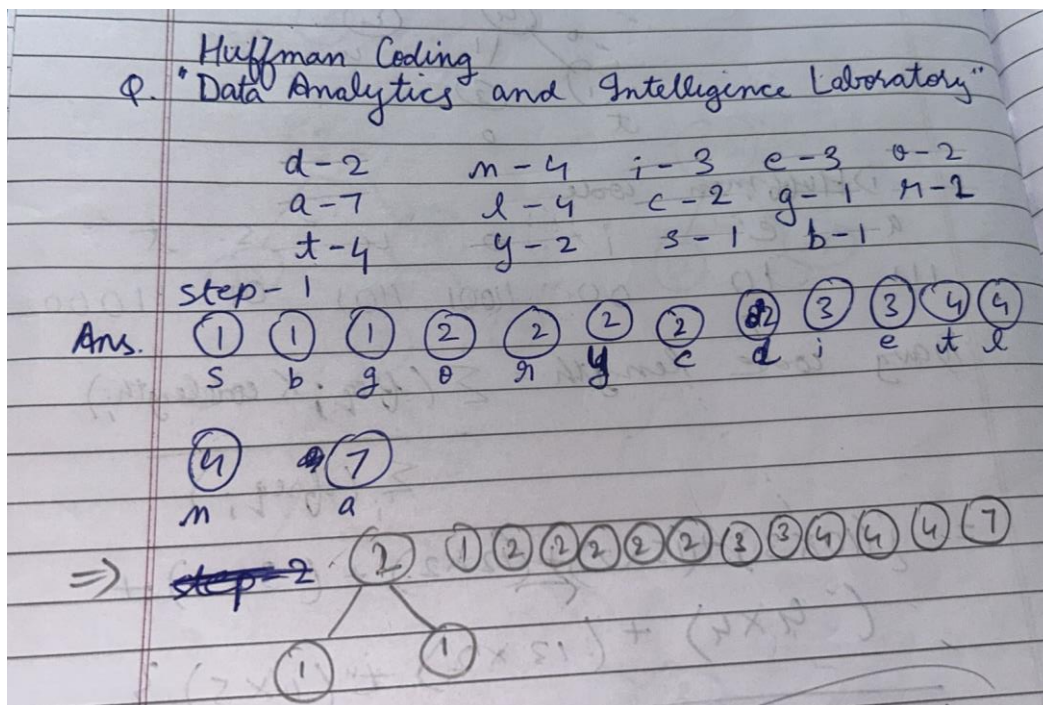 Huffman Coding
Q. "Data Analytics and Intelligence Laboratory"
d-2 n-4 i-3 e-3 o-2
a-7 l-4 c-2 g-1 r-2
t-4 y-2 s-1 b-1
step-1
Ans. 1 1 1 2 2 2 2 2 3 3 4 4
s b g o r y c d i e t l
4 7
n a
⇒ 2 1 2 2 2 2 2 3 3 4 4 4 7
1 1